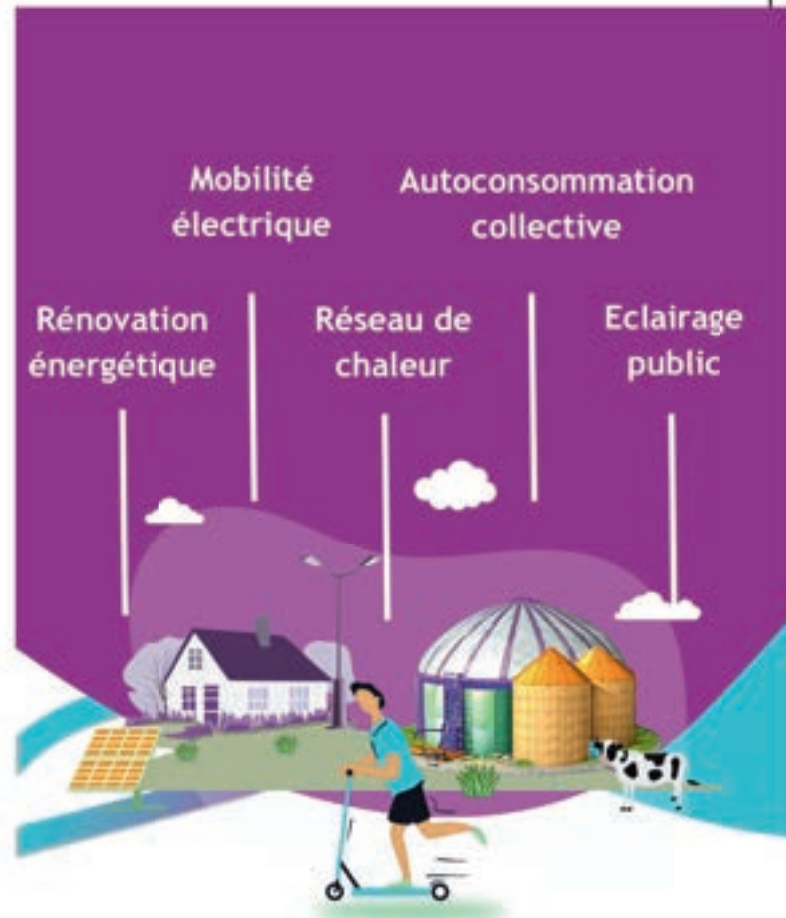 Mobilité
électrique
Autoconsommation
collective
Rénovation
énergétique
Réseau de
chaleur
Eclairage
public